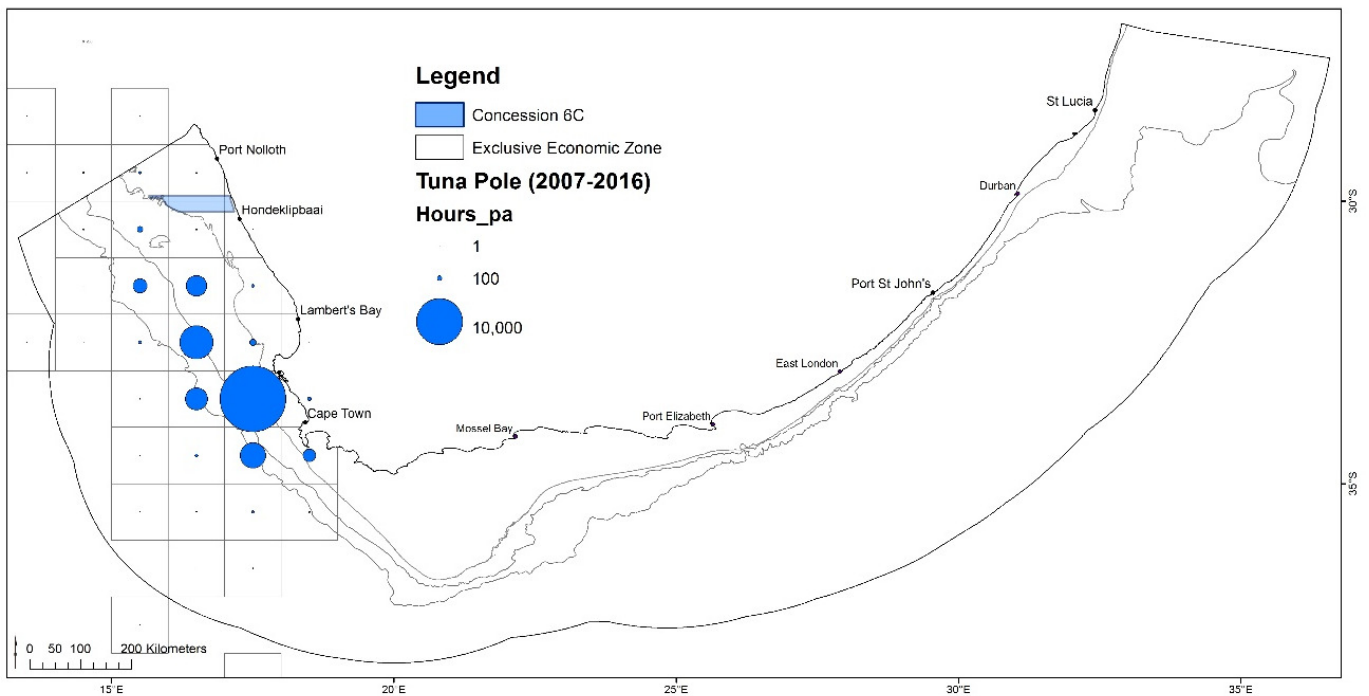 Legend
Concession 6C
Exclusive Economic Zone
Tuna Pole (2007-2016)
Hours_pa
1
100
10,000
St Lucia
Port Nolloth
Durban
Hondeklipbaai
30°S
Port St John's
Lambert's Bay
East London
Cape Town
Port Elizabeth
Mossel Bay
35°S
0 50 100 200 Kilometers
15°E 20°E 25°E 30°E 35°E